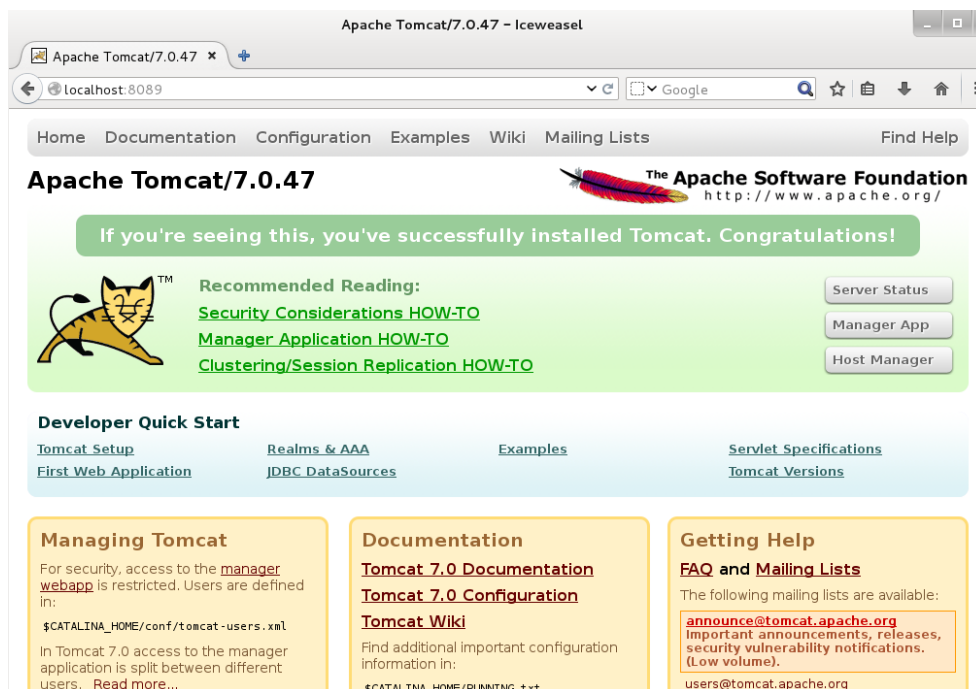 Apache Tomcat/7.0.47 - Iceweasel
Apache Tomcat/7.0.47
localhost:8089
Google
Home Documentation Configuration Examples Wiki Mailing Lists Find Help
Apache Tomcat/7.0.47
The Apache Software Foundation
http://www.apache.org/
If you're seeing this, you've successfully installed Tomcat. Congratulations!
TM
Recommended Reading:
Security Considerations HOW-TO
Manager Application HOW-TO
Clustering/Session Replication HOW-TO
Server Status
Manager App
Host Manager
Developer Quick Start
Tomcat Setup
First Web Application
Realms & AAA
JDBC DataSources
Examples
Servlet Specifications
Tomcat Versions
Managing Tomcat
For security, access to the manager
webapp is restricted. Users are defined
in:
$CATALINA_HOME/conf/tomcat-users.xml
In Tomcat 7.0 access to the manager
application is split between different
users. Read more...
Documentation
Tomcat 7.0 Documentation
Tomcat 7.0 Configuration
Tomcat Wiki
Find additional important configuration
information in:
$CATALINA_HOME/RUNNING.txt
Getting Help
FAQ and Mailing Lists
The following mailing lists are available:
announce@tomcat.apache.org
Important announcements, releases,
security vulnerability notifications.
(Low volume).
users@tomcat.apache.org